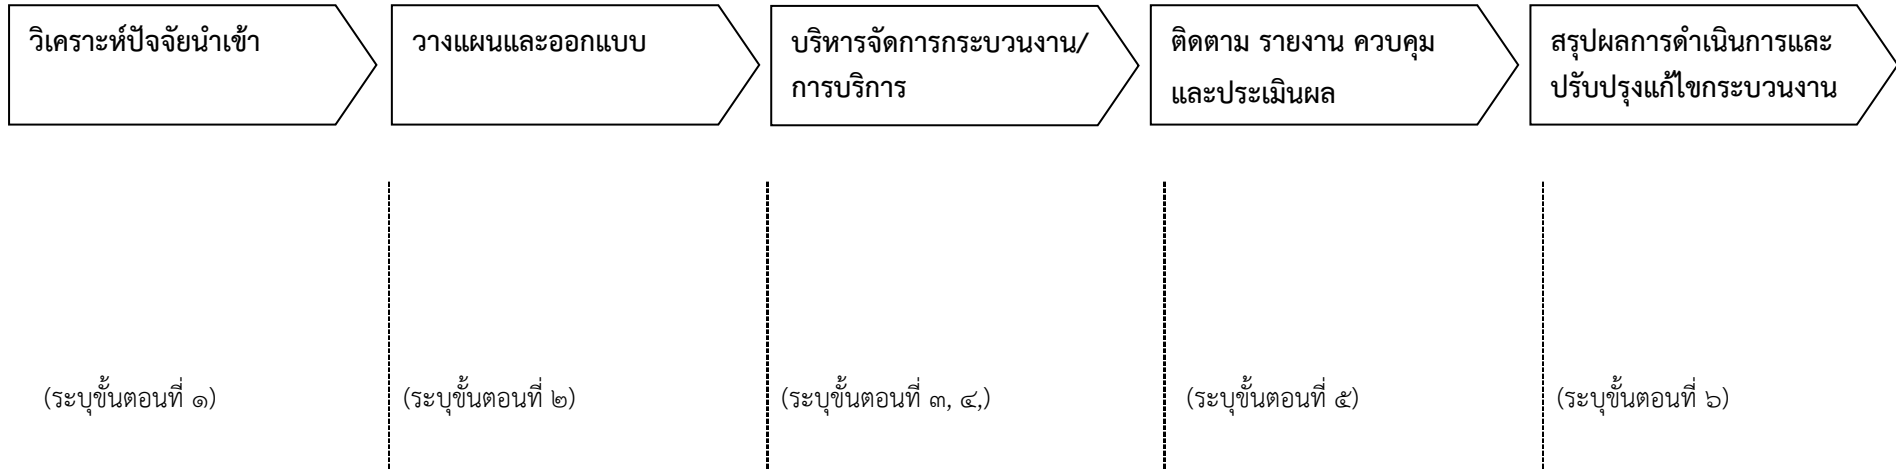 วิเคราะห์ปัจจัยนำเข้า
วางแผนและออกแบบ
บริหารจัดการกระบวนงาน/
การบริการ
ติดตาม รายงาน ควบคุม
และประเมินผล
สรุปผลการดำเนินการและ
ปรับปรุงแก้ไขกระบวนงาน
(ระบุขั้นตอนที่ ๑)
(ระบุขั้นตอนที่ ๒)
(ระบุขั้นตอนที่ ๓, ๔,)
(ระบุขั้นตอนที่ ๕)
(ระบุขั้นตอนที่ ๖)